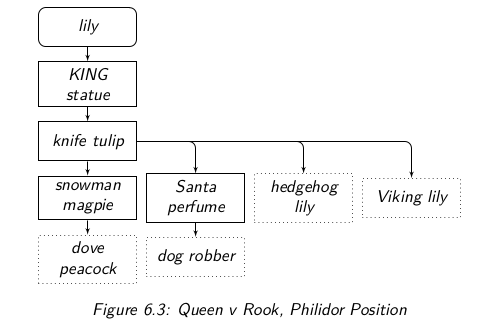 lily
KING
statue
knife tulip
snowman
magpie
Santa
perfume
hedgehog
lily
Viking lily
dove
peacock
dog robber
Figure 6.3: Queen v Rook, Philidor Position